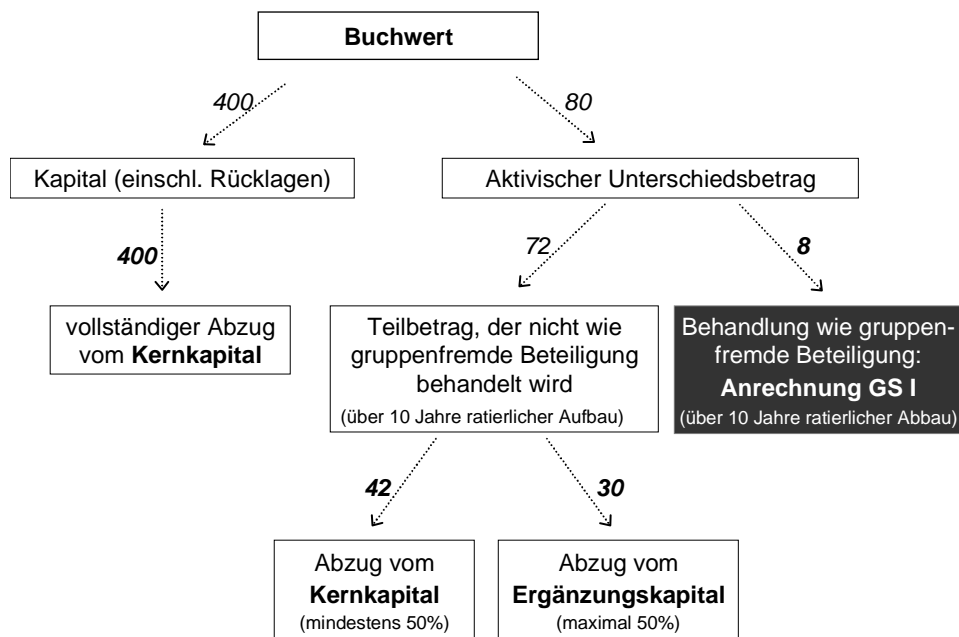 Buchwert
400
80
Kapital (einschl. Rücklagen)
Aktivischer Unterschiedsbetrag
400
72
8
vollständiger Abzug
vom Kernkapital
Teilbetrag, der nicht wie
gruppenfremde Beteiligung
behandelt wird
(über 10 Jahre ratierlicher Aufbau)
Behandlung wie gruppen-
fremde Beteiligung:
Anrechnung GS I
(über 10 Jahre ratierlicher Abbau)
42
30
Abzug vom
Kernkapital
(mindestens 50%)
Abzug vom
Ergänzungskapital
(maximal 50%)